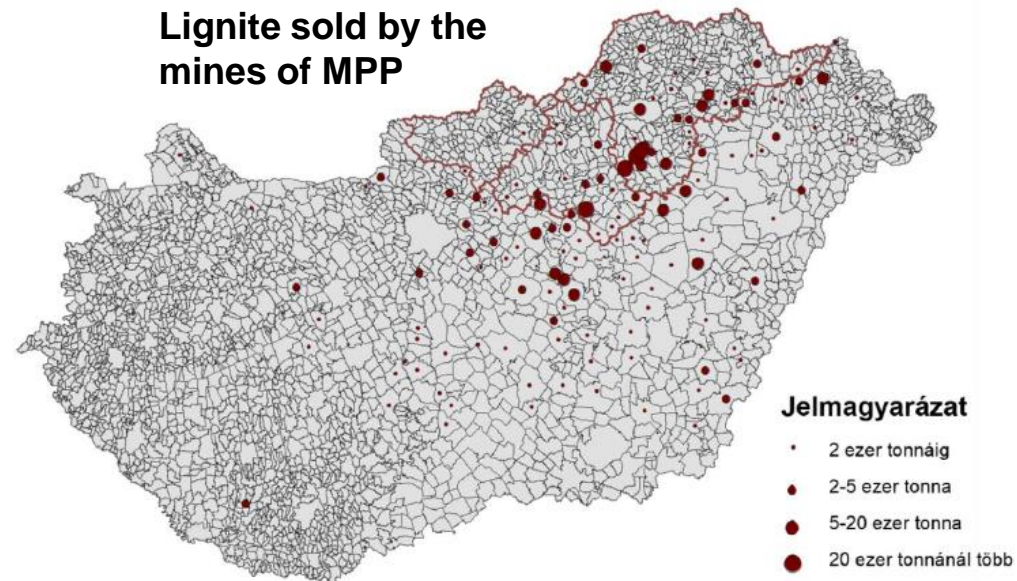 Lignite sold by the
mines of MPP
Jelmagyarázat
2 ezer tonnáig
2-5 ezer tonna
5-20 ezer tonna
20 ezer tonnánál több